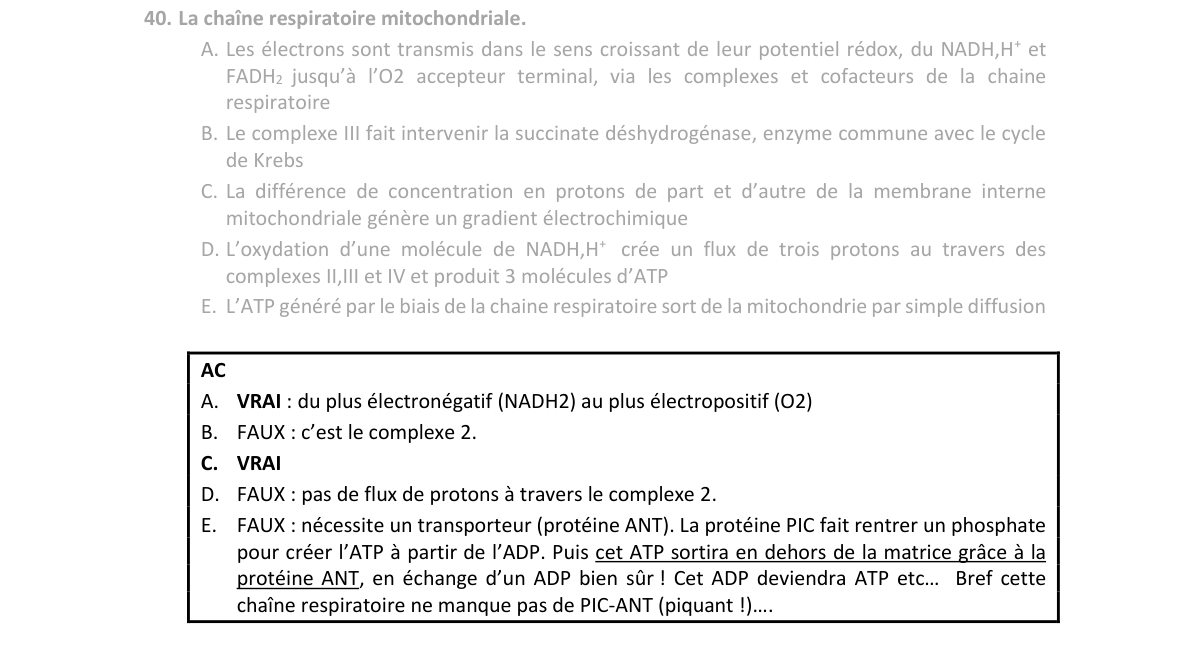 40. La chaîne respiratoire mitochondriale.
A. Les électrons sont transmis dans le sens croissant de leur potentiel rédox, du NADH,H⁺ et
FADH₂ jusqu’à l’O2 accepteur terminal, via les complexes et cofacteurs de la chaine
respiratoire
B. Le complexe III fait intervenir la succinate déshydrogénase, enzyme commune avec le cycle
de Krebs
C. La différence de concentration en protons de part et d’autre de la membrane interne
mitochondriale génère un gradient électrochimique
D. L’oxydation d’une molécule de NADH,H⁺ crée un flux de trois protons au travers des
complexes II,III et IV et produit 3 molécules d’ATP
E. L’ATP généré par le biais de la chaine respiratoire sort de la mitochondrie par simple diffusion
AC
A. VRAI : du plus électronégatif (NADH2) au plus électropositif (O2)
B. FAUX : c’est le complexe 2.
C. VRAI
D. FAUX : pas de flux de protons à travers le complexe 2.
E. FAUX : nécessite un transporteur (protéine ANT). La protéine PIC fait rentrer un phosphate
pour créer l’ATP à partir de l’ADP. Puis cet ATP sortira en dehors de la matrice grâce à la
protéine ANT, en échange d’un ADP bien sûr ! Cet ADP deviendra ATP etc… Bref cette
chaîne respiratoire ne manque pas de PIC-ANT (piquant !)….